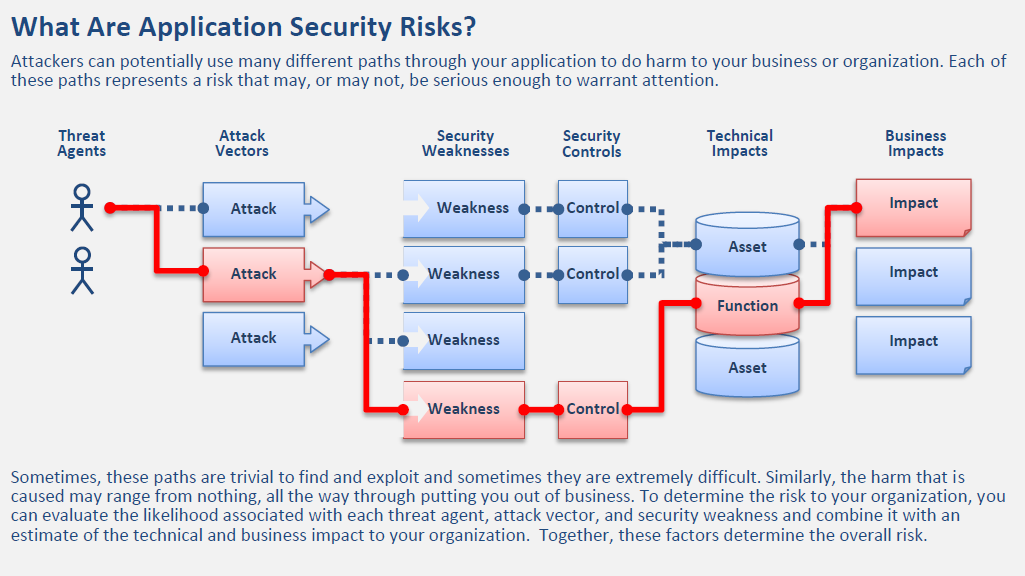 What Are Application Security Risks?
Attackers can potentially use many different paths through your application to do harm to your business or organization. Each of
these paths represents a risk that may, or may not, be serious enough to warrant attention.
Threat
Agents
Attack
Vectors
Security
Weaknesses
Security
Controls
Technical
Impacts
Business
Impacts
Attack
Weakness
Control
Asset
Impact
Attack
Weakness
Control
Function
Impact
Attack
Weakness
Asset
Impact
Weakness
Control
Sometimes, these paths are trivial to find and exploit and sometimes they are extremely difficult. Similarly, the harm that is
caused may range from nothing, all the way through putting you out of business. To determine the risk to your organization, you
can evaluate the likelihood associated with each threat agent, attack vector, and security weakness and combine it with an
estimate of the technical and business impact to your organization.  Together, these factors determine the overall risk.